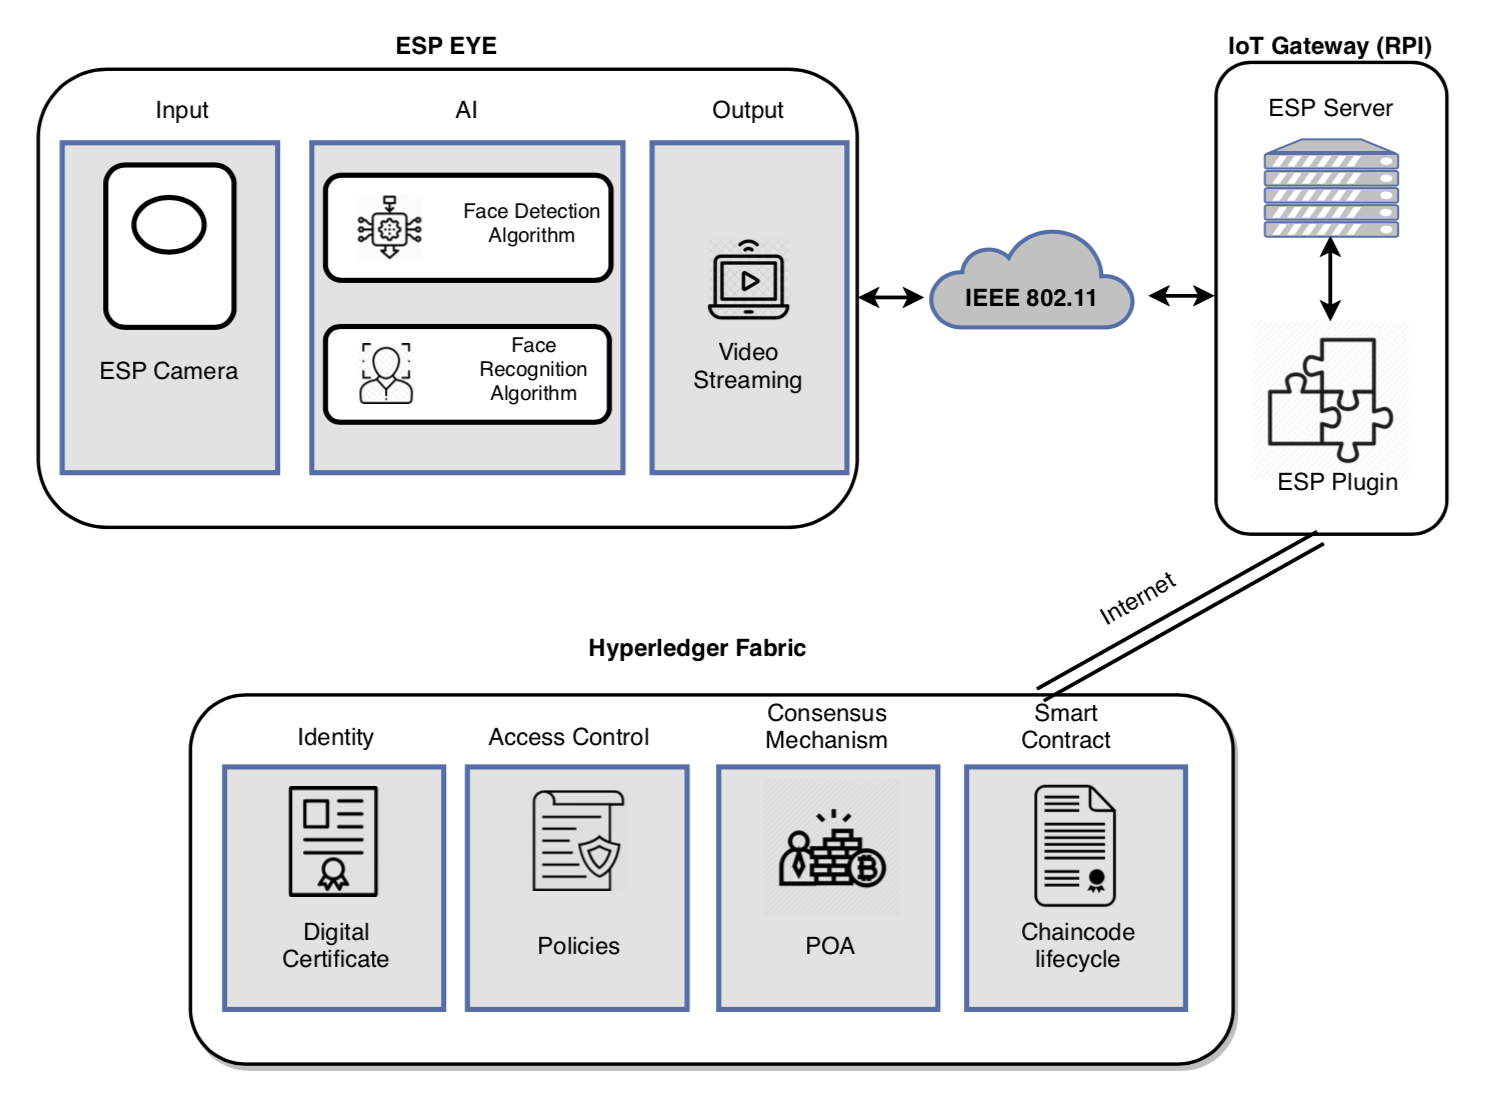 ESP EYE
Input
AI
Output
ESP Camera
Face Detection
Algorithm
Face
Recognition
Algorithm
Video
Streaming
IEEE 802.11
IoT Gateway (RPI)
ESP Server
ESP Plugin
Internet
Hyperledger Fabric
Identity
Digital
Certificate
Access Control
Policies
Consensus
Mechanism
POA
Smart
Contract
Chaincode
lifecycle